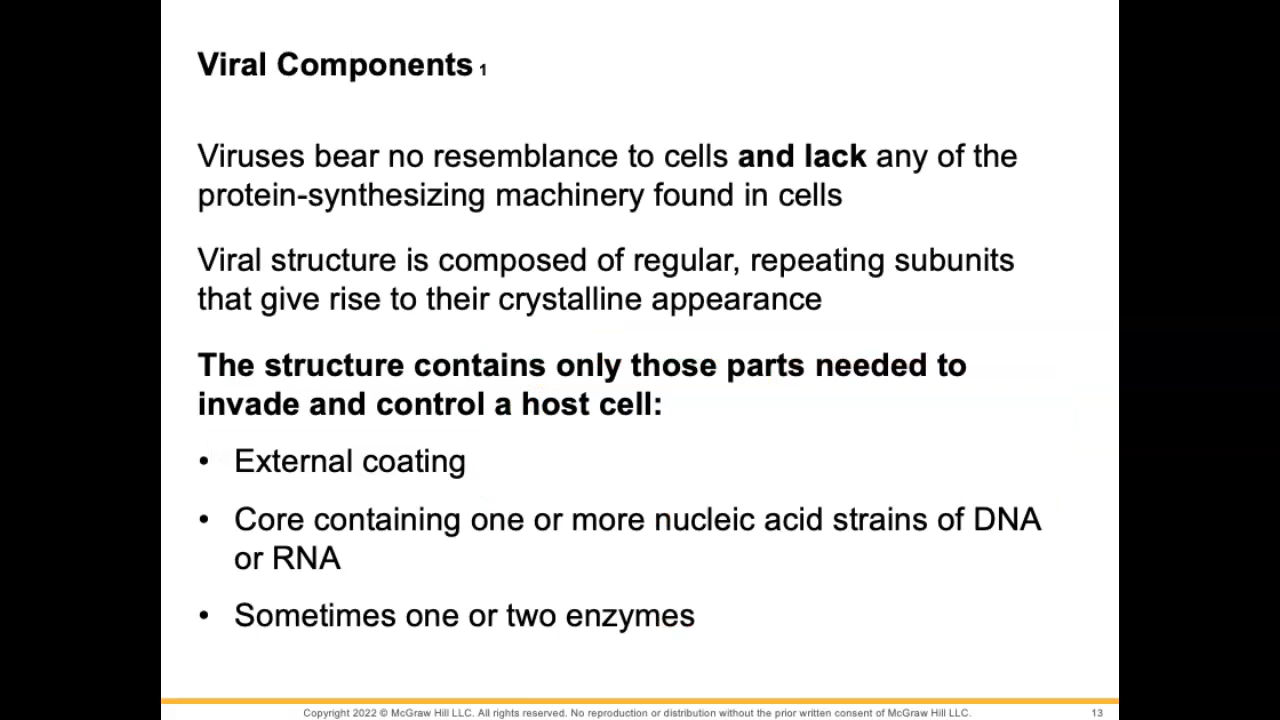 Viral Components 1
Viruses bear no resemblance to cells and lack any of the
protein-synthesizing machinery found in cells
Viral structure is composed of regular, repeating subunits
that give rise to their crystalline appearance
The structure contains only those parts needed to
invade and control a host cell:
• External coating
• Core containing one or more nucleic acid strains of DNA
or RNA
• Sometimes one or two enzymes
Copyright 2022 © McGraw Hill LLC. All rights reserved. No reproduction or distribution without the prior written consent of McGraw Hill LLC. 13